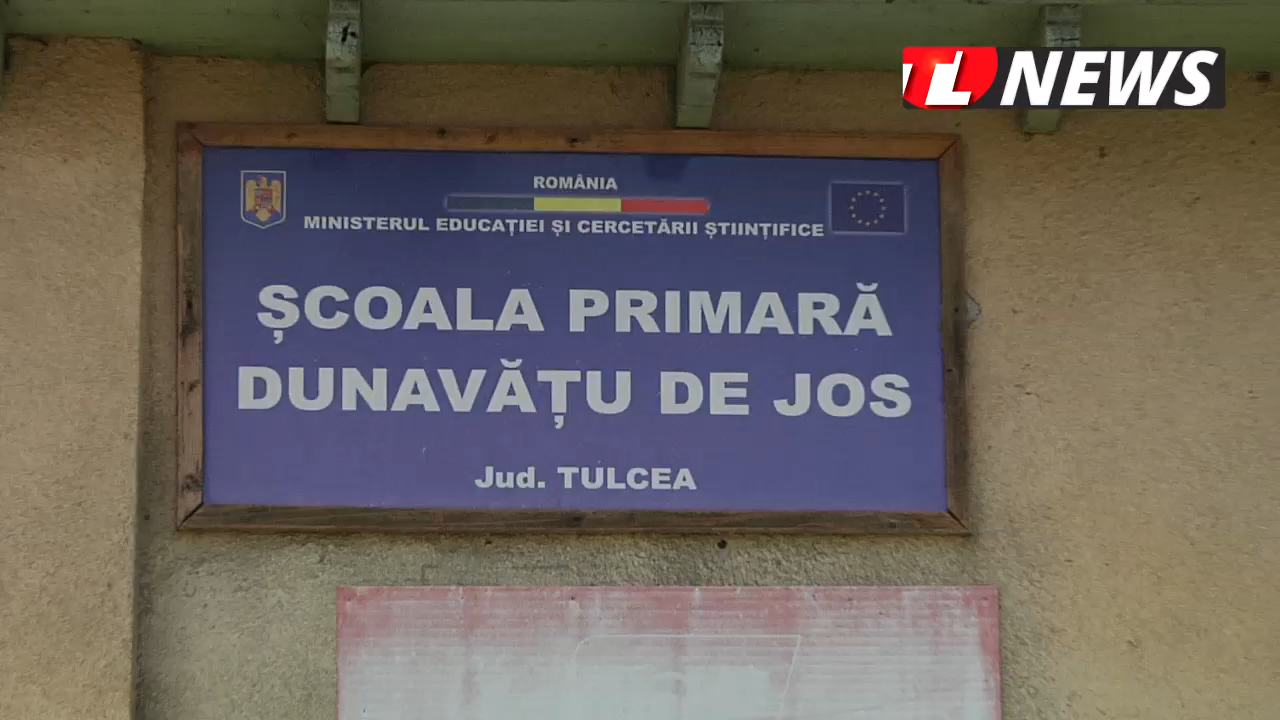 TL NEWS
ROMÂNIA
MINISTERUL EDUCAȚIEI ȘI CERCETĂRII ȘTIINȚIFICE
ȘCOALA PRIMARĂ
DUNAVĂȚU DE JOS
Jud. TULCEA